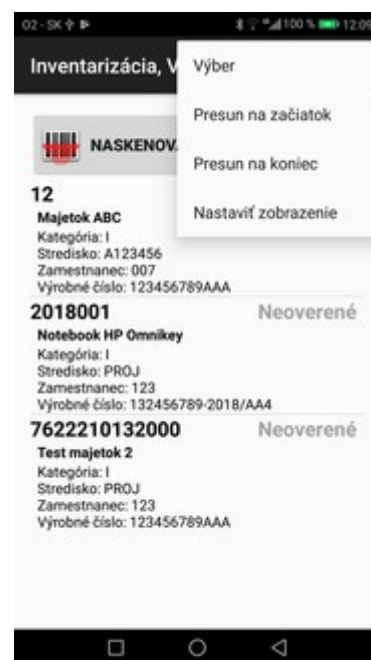 O2 - SK
100 % 12:09
Inventarizácia, V
Výber
Presun na začiatok
Presun na koniec
Nastaviť zobrazenie
NASKENOV
12
Majetok ABC
Kategória: I
Stredisko: A123456
Zamestnanec: 007
Výrobné číslo: 123456789AAA
2018001 Neoverené
Notebook HP Omnikey
Kategória: I
Stredisko: PROJ
Zamestnanec: 123
Výrobné číslo: 132456789-2018/AA4
7622210132000 Neoverené
Test majetok 2
Kategória: I
Stredisko: PROJ
Zamestnanec: 123
Výrobné číslo: 123456789AAA